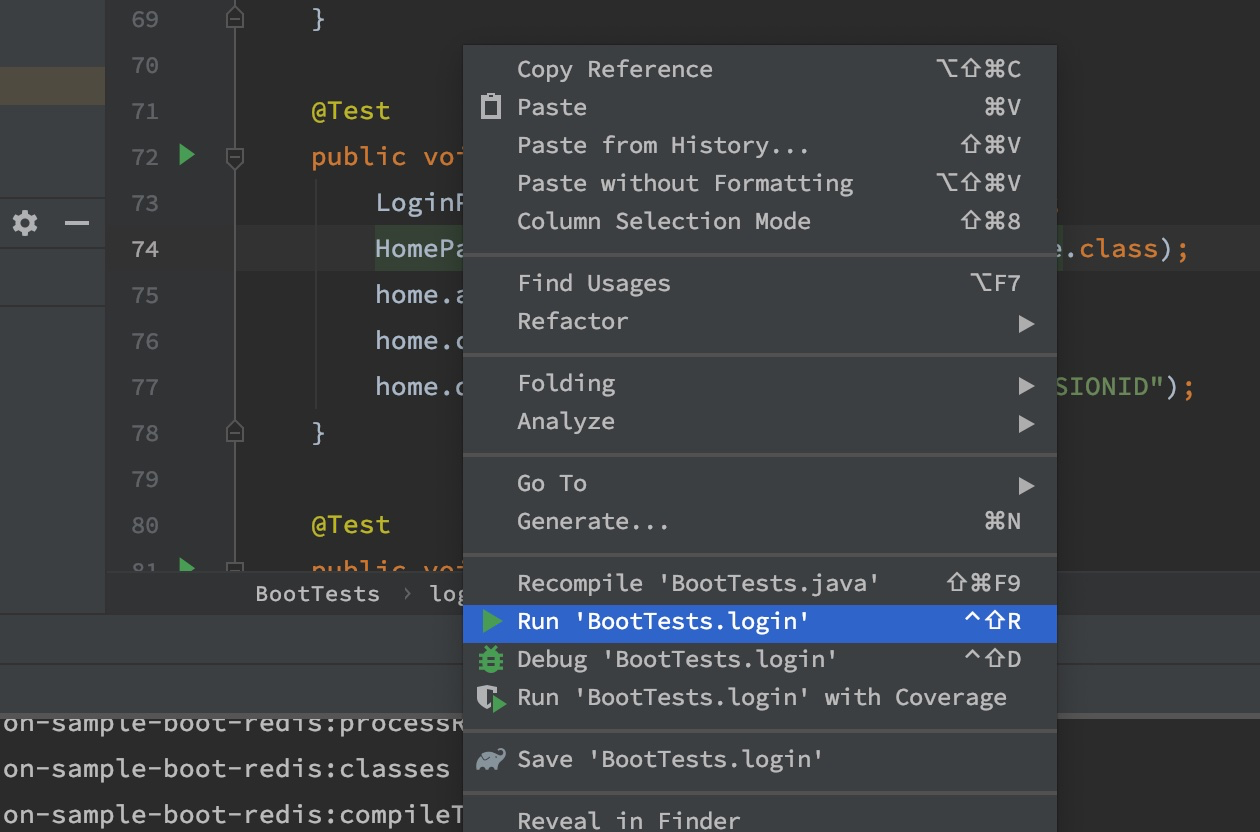 69 }
70
71 @Test
72 public voi
73 LoginP
74 HomePa e.class);
75 home.a
76 home.
77 home. SIONID");
78 }
79
80 @Test
81 public voi
BootTests › log
Copy Reference ⌥⇧⌘C
Paste ⌘V
Paste from History... ⇧⌘V
Paste without Formatting ⌥⇧⌘V
Column Selection Mode ⇧⌘8
Find Usages ⌥F7
Refactor
Folding
Analyze
Go To
Generate... ⌘N
Recompile 'BootTests.java' ⇧⌘F9
Run 'BootTests.login' ^⇧R
Debug 'BootTests.login' ^⇧D
Run 'BootTests.login' with Coverage
Save 'BootTests.login'
Reveal in Finder
on-sample-boot-redis:processR
on-sample-boot-redis:classes
on-sample-boot-redis:compileT